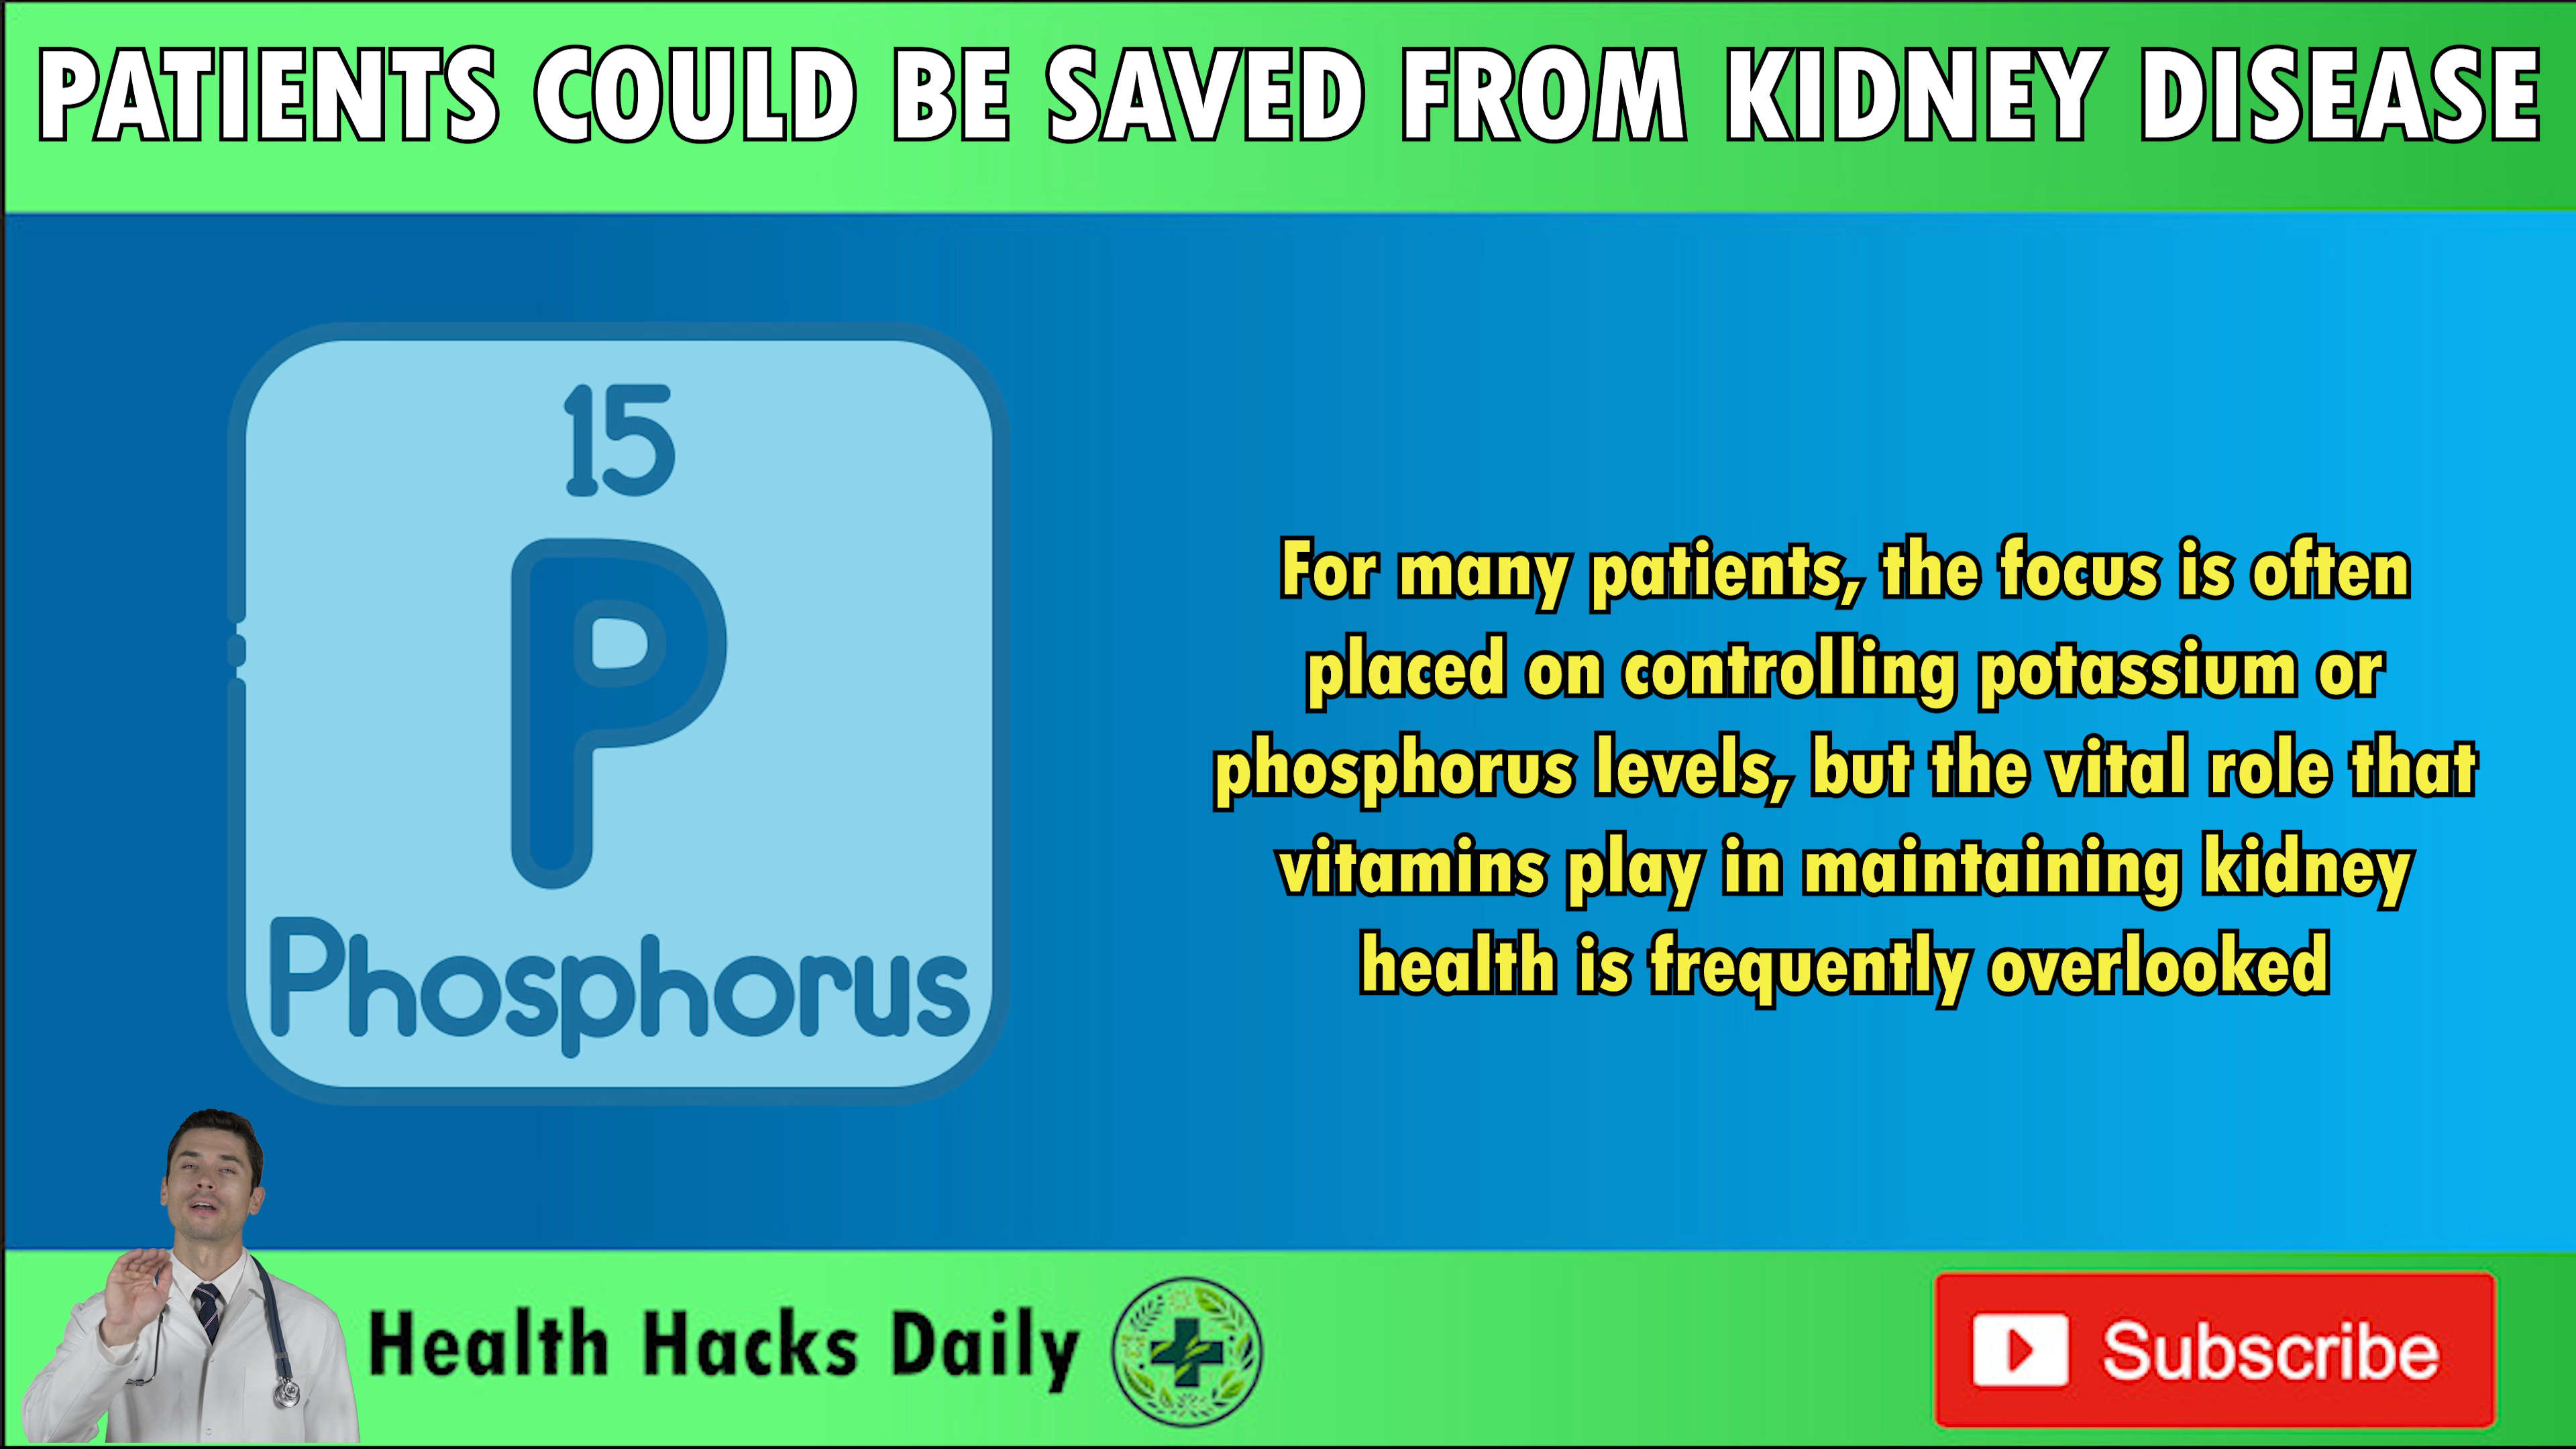 PATIENTS COULD BE SAVED FROM KIDNEY DISEASE
15
P
Phosphorus
For many patients, the focus is often
placed on controlling potassium or
phosphorus levels, but the vital role that
vitamins play in maintaining kidney
health is frequently overlooked
Health Hacks Daily
Subscribe